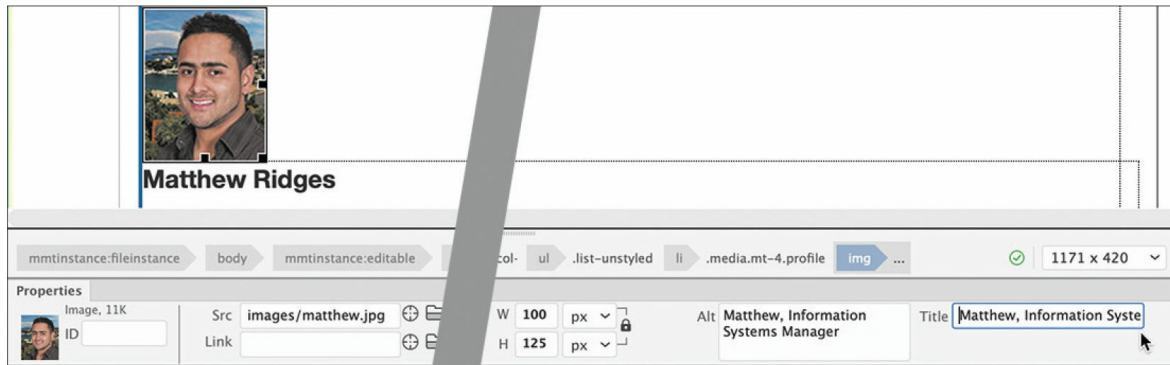 Matthew Ridges
mmtinstance:fileinstance body mmtinstance:editable col- ul .list-unstyled li .media.mt-4.profile img ... 1171 x 420
Properties
Image, 11K
ID
Src images/matthew.jpg
Link
W 100 px
H 125 px
Alt Matthew, Information
Systems Manager
Title Matthew, Information Syste